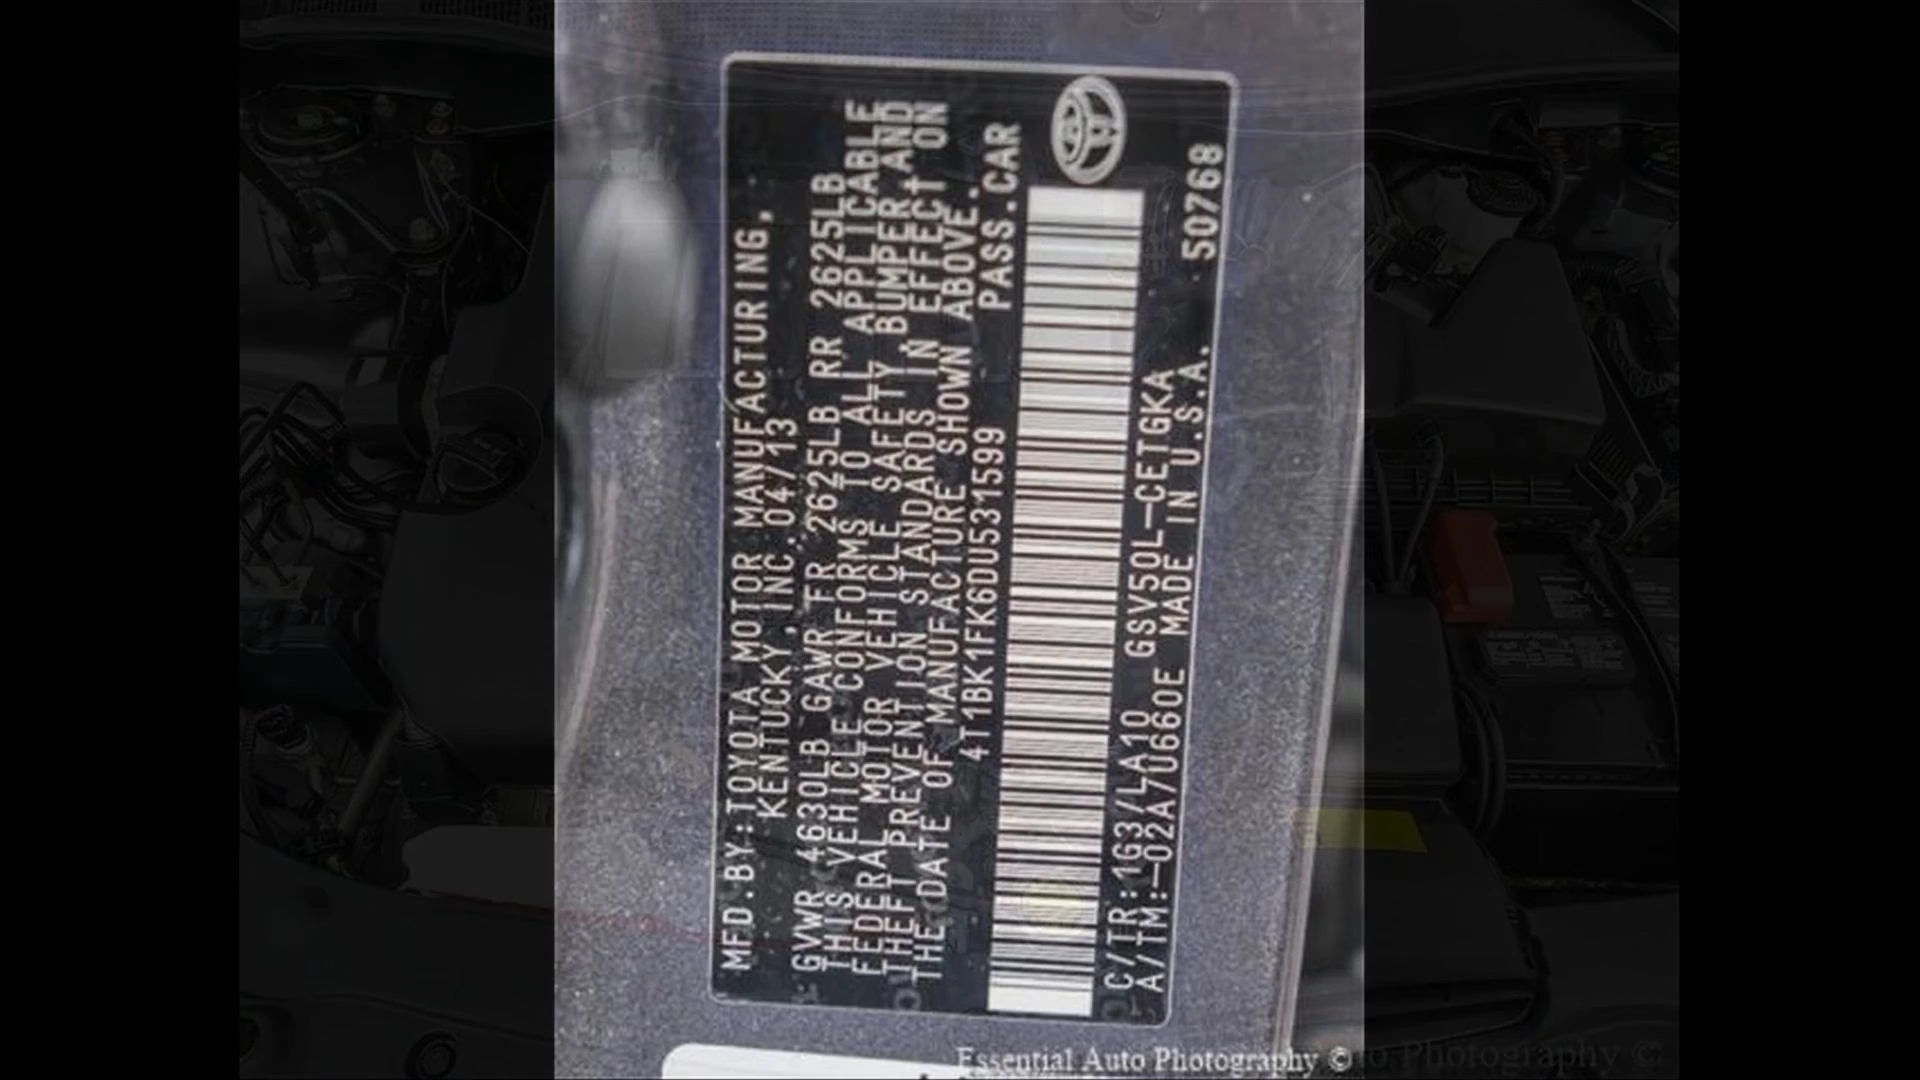 MFD.BY:TOYOTA MOTOR MANUFACTURING,
KENTUCKY,INC.04/13
GVWR 4630LB GAWR FR 2625LB RR 2625LB
THIS VEHICLE CONFORMS TO ALL APPLICABLE
FEDERAL MOTOR VEHICLE SAFETY,BUMPER,AND
THEFT PREVENTION STANDARDS IN EFFECT ON
THE DATE OF MANUFACTURE SHOWN ABOVE.
4T1BK1FK6DU531599 PASS.CAR
C/TR:1G3/LA10 GSV50L-CETGKA
A/TM:-02A/U660E MADE IN U.S.A. 50768
Essential Auto Photography ©